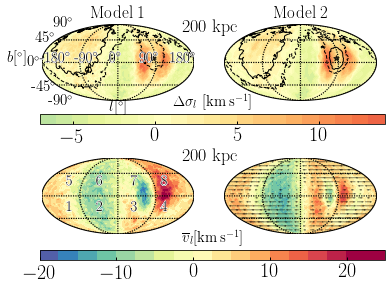 Model 1 Model 2
90° 200 kpc
45°
b[°] 0° -180° -90° 0° 90° 180°
-45°
-90° l[°] Δσ_l [km s⁻¹]
-5 0 5 10
200 kpc
5 6 7 8
1 2 3 4
v̅_l[km s⁻¹]
-20 -10 0 10 20